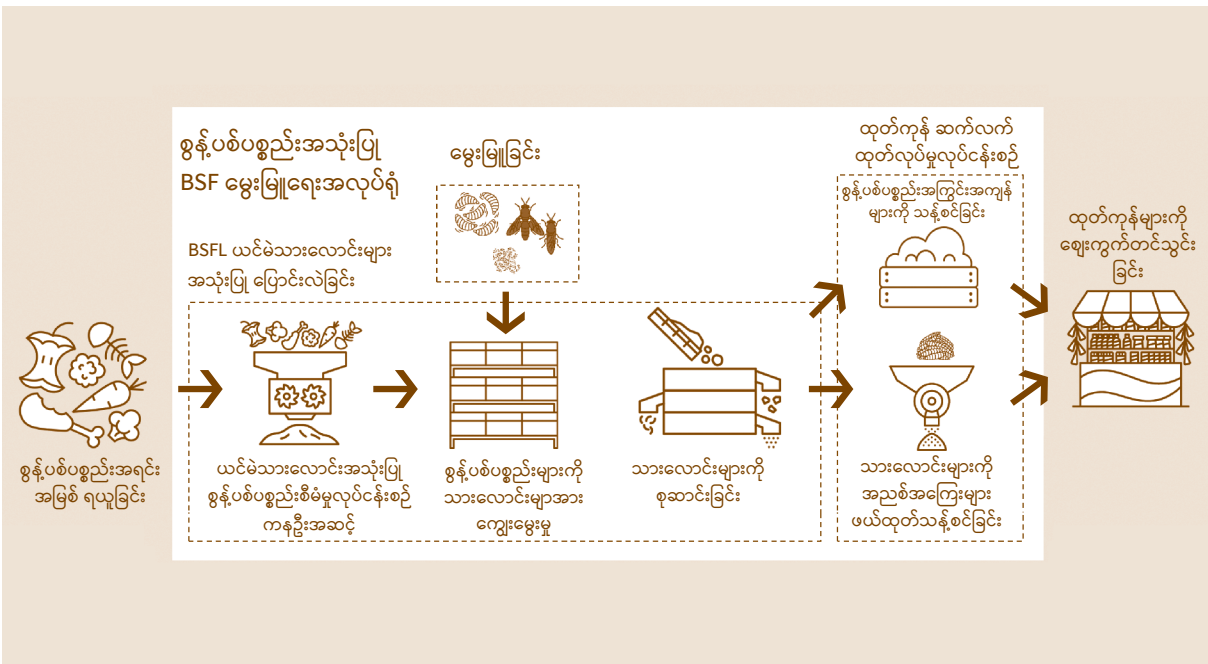 စွန့်ပစ်ပစ္စည်းအသုံးပြု
BSF မွေးမြူရေးအလုပ်ရုံ
မွေးမြူခြင်း
ထုတ်ကုန် ဆက်လက်
ထုတ်လုပ်မှုလုပ်ငန်းစဉ်
စွန့်ပစ်ပစ္စည်းအကြွင်းအကျန်
များကို သန့်စင်ခြင်း
BSFL ယင်မဲသားလောင်းများ
အသုံးပြု ပြောင်းလဲခြင်း
ထုတ်ကုန်များကို
ဈေးကွက်တင်သွင်း
ခြင်း
စွန့်ပစ်ပစ္စည်းအရင်း
အမြစ် ရယူခြင်း
ယင်မဲသားလောင်းအသုံးပြု
စွန့်ပစ်ပစ္စည်းစီမံမှုလုပ်ငန်းစဉ်
ကနဦးအဆင့်
စွန့်ပစ်ပစ္စည်းများကို
သားလောင်းမျာအား
ကျွေးမွေးမှု
သားလောင်းများကို
စုဆာင်းခြင်း
သားလောင်းများကို
အညစ်အကြေးများ
ဖယ်ထုတ်သန့်စင်ခြင်း